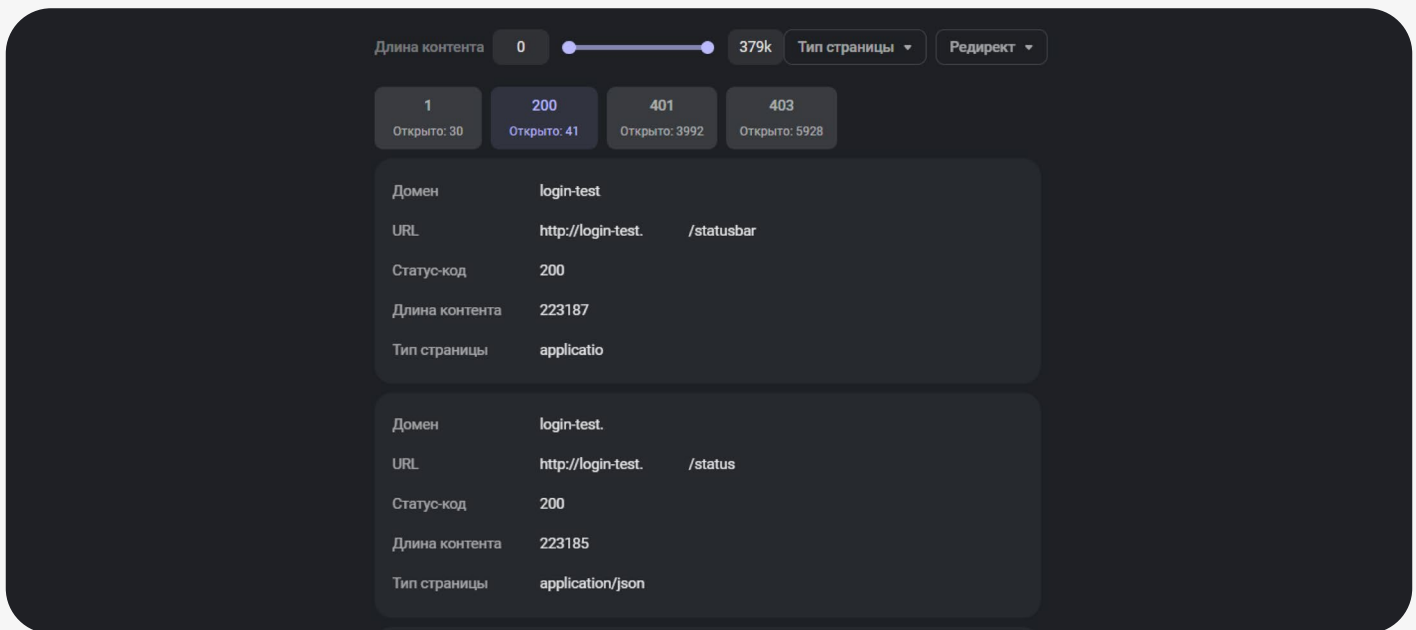 Длина контента 0 379k Тип страницы Редирект
1 200 401 403
Открыто: 30 Открыто: 41 Открыто: 3992 Открыто: 5928
Домен login-test
URL http://login-test. /statusbar
Статус-код 200
Длина контента 223187
Тип страницы applicatio
Домен login-test.
URL http://login-test. /status
Статус-код 200
Длина контента 223185
Тип страницы application/json